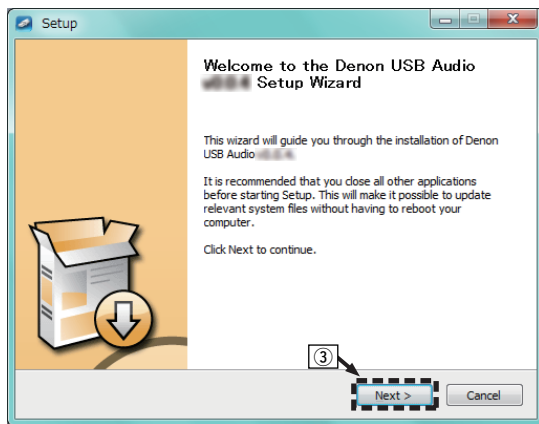 Setup
Welcome to the Denon USB Audio
Setup Wizard
This wizard will guide you through the installation of Denon
USB Audio
It is recommended that you close all other applications
before starting Setup. This will make it possible to update
relevant system files without having to reboot your
computer.
Click Next to continue.
③
Next >
Cancel